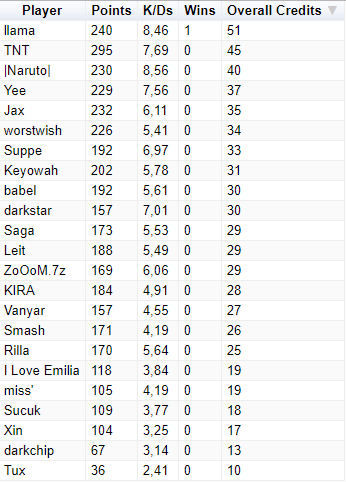 Player Points K/Ds Wins Overall Credits ▼
llama 240 8,46 1 51
TNT 295 7,69 0 45
|Naruto| 230 8,56 0 40
Yee 229 7,56 0 37
Jax 232 6,11 0 35
worstwish 226 5,41 0 34
Suppe 192 6,97 0 33
Keyowah 202 5,78 0 31
babel 192 5,61 0 30
darkstar 157 7,01 0 30
Saga 173 5,53 0 29
Leit 188 5,49 0 29
ZoOoM.7z 169 6,06 0 29
KIRA 184 4,91 0 28
Vanyar 157 4,55 0 27
Smash 171 4,19 0 26
Rilla 170 5,64 0 25
I Love Emilia 118 3,84 0 19
miss' 105 4,19 0 19
Sucuk 109 3,77 0 18
Xin 104 3,25 0 17
darkchip 67 3,14 0 13
Tux 36 2,41 0 10